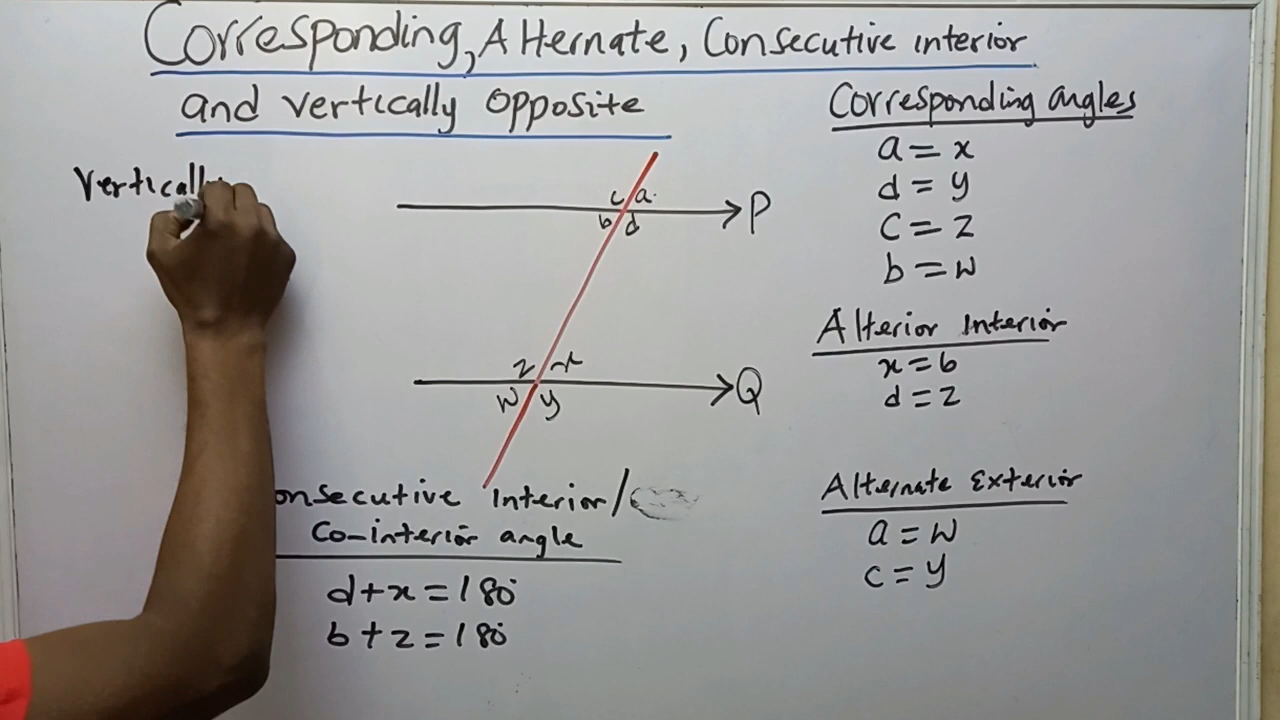 Corresponding, Alternate, Consecutive interior
and vertically opposite
Vertically
c a
b d
P
z x
w y
Q
onsecutive Interior/
Co-interior angle
d+x=180°
b+z=180°
Corresponding angles
a=x
d=y
c=z
b=w
Alterior Interior
x=b
d=z
Alternate Exterior
a=w
c=y